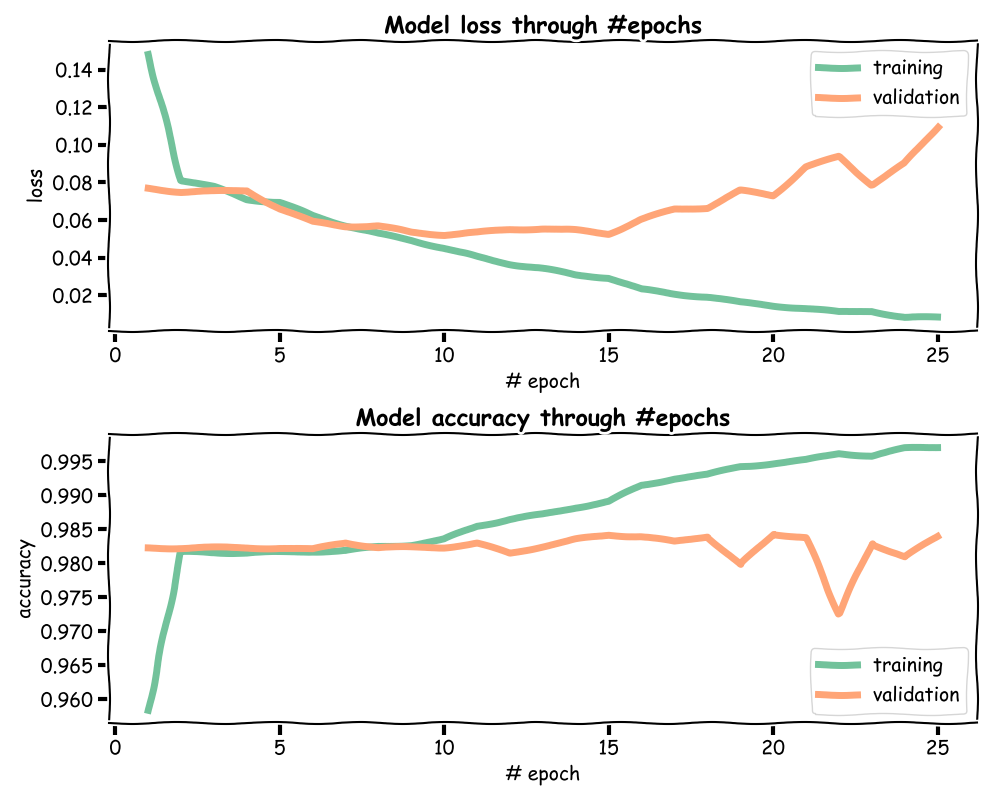 Model loss through #epochs
0.14
0.12
0.10
0.08
0.06
0.04
0.02
loss
training
validation
0 5 10 15 20 25
# epoch
Model accuracy through #epochs
0.995
0.990
0.985
0.980
0.975
0.970
0.965
0.960
accuracy
training
validation
0 5 10 15 20 25
# epoch